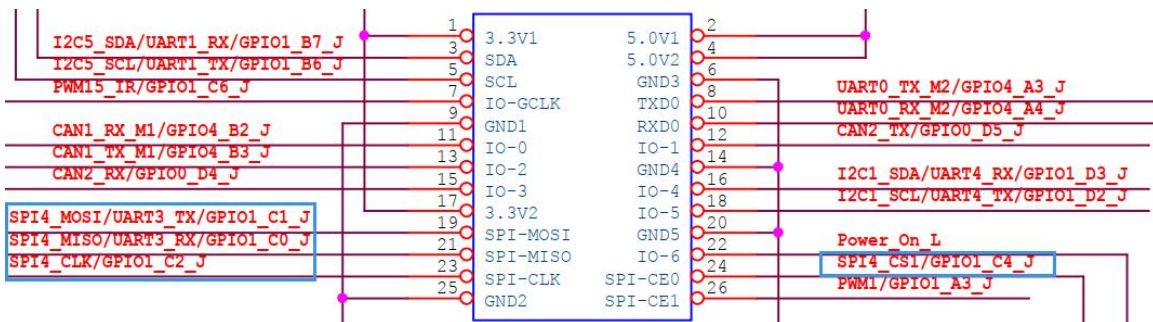 1 2
I2C5_SDA/UART1_RX/GPIO1_B7_J 3.3V1 5.0V1
3 SDA 5.0V2 4
I2C5_SCL/UART1_TX/GPIO1_B6_J
5 SCL GND3 6
PWM15_IR/GPIO1_C6_J UART0_TX_M2/GPIO4_A3_J
7 IO-GCLK TXD0 8
UART0_RX_M2/GPIO4_A4_J
9 GND1 RXD0 10
CAN1_RX_M1/GPIO4_B2_J CAN2_TX/GPIO0_D5_J
11 IO-0 IO-1 12
CAN1_TX_M1/GPIO4_B3_J
13 IO-2 GND4 14
CAN2_RX/GPIO0_D4_J I2C1_SDA/UART4_RX/GPIO1_D3_J
15 IO-3 IO-4 16
I2C1_SCL/UART4_TX/GPIO1_D2_J
17 3.3V2 IO-5 18
SPI4_MOSI/UART3_TX/GPIO1_C1_J
19 SPI-MOSI GND5 20
SPI4_MISO/UART3_RX/GPIO1_C0_J Power_On_L
21 SPI-MISO IO-6 22
SPI4_CLK/GPIO1_C2_J SPI4_CS1/GPIO1_C4_J
23 SPI-CLK SPI-CE0 24
PWM1/GPIO1_A3_J
25 GND2 SPI-CE1 26